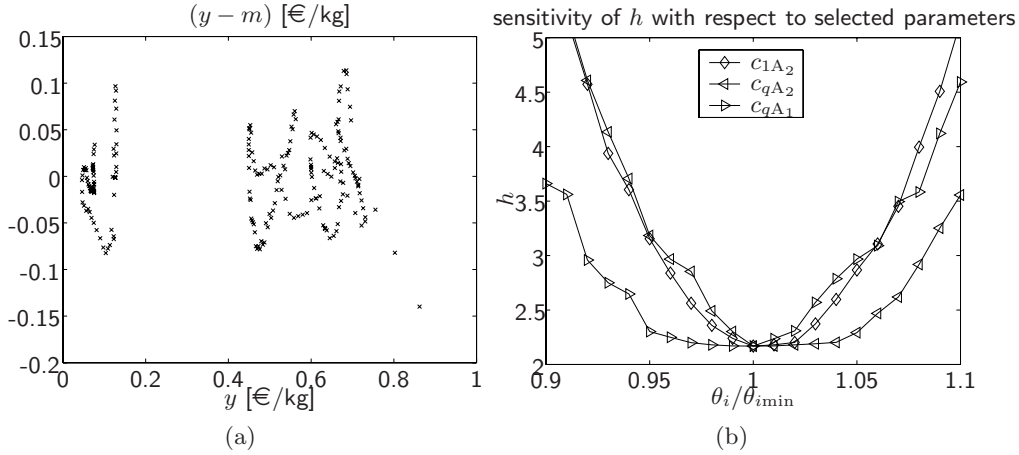 (y − m) [€/kg]
0.15
0.1
0.05
0
-0.05
-0.1
-0.15
-0.2
0 0.2 0.4 0.6 0.8 1
y [€/kg]
(a)
sensitivity of h with respect to selected parameters
5
4.5
4
3.5
3
2.5
2
h
c1A2
cqA2
cqA1
0.9 0.95 1 1.05 1.1
θi/θimin
(b)